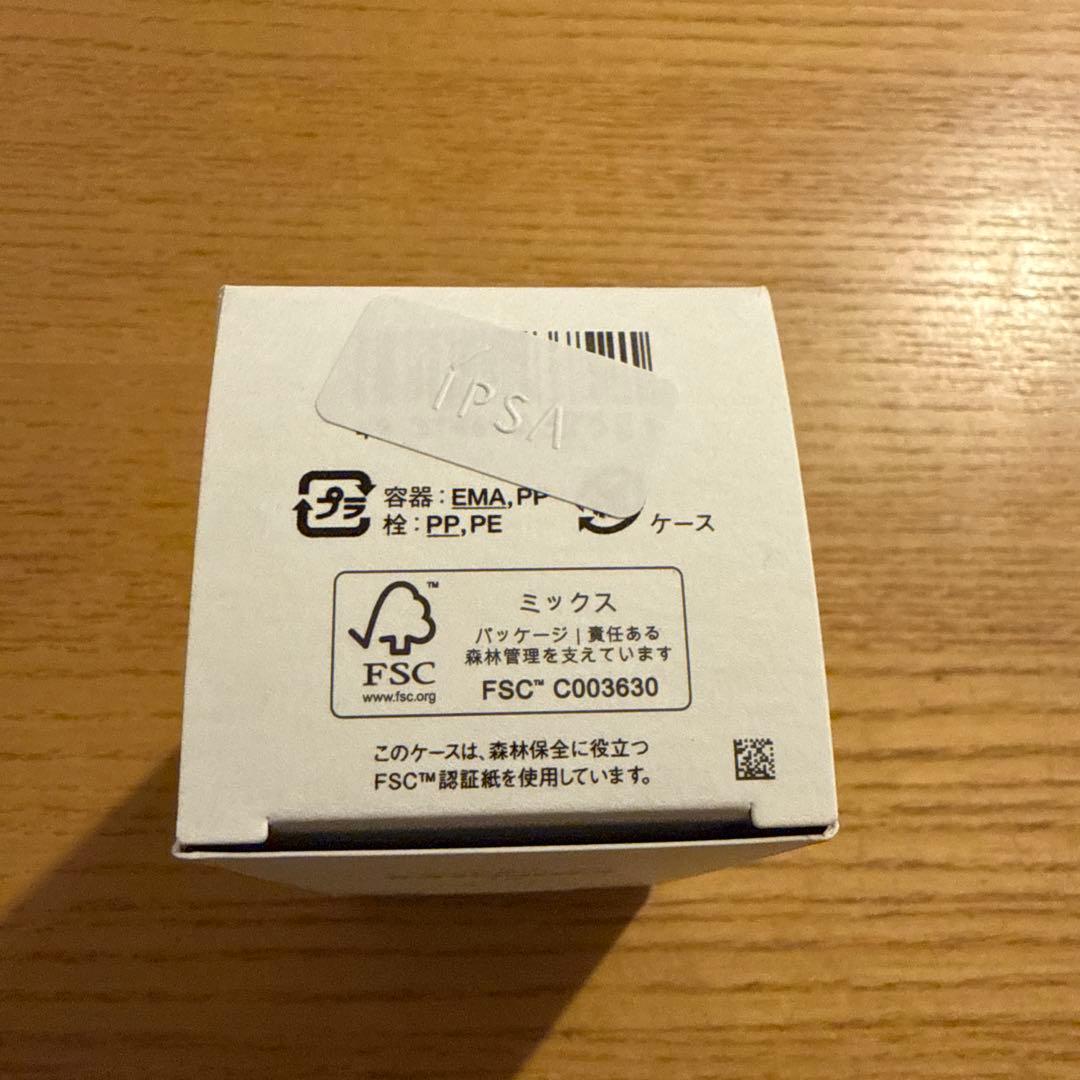 IPSA
プラ
容器：EMA,PP
栓：PP,PE
ケース
ミックス
パッケージ | 責任ある
森林管理を支えています
FSC™ C003630
FSC
www.fsc.org
このケースは、森林保全に役立つ
FSC™認証紙を使用しています。